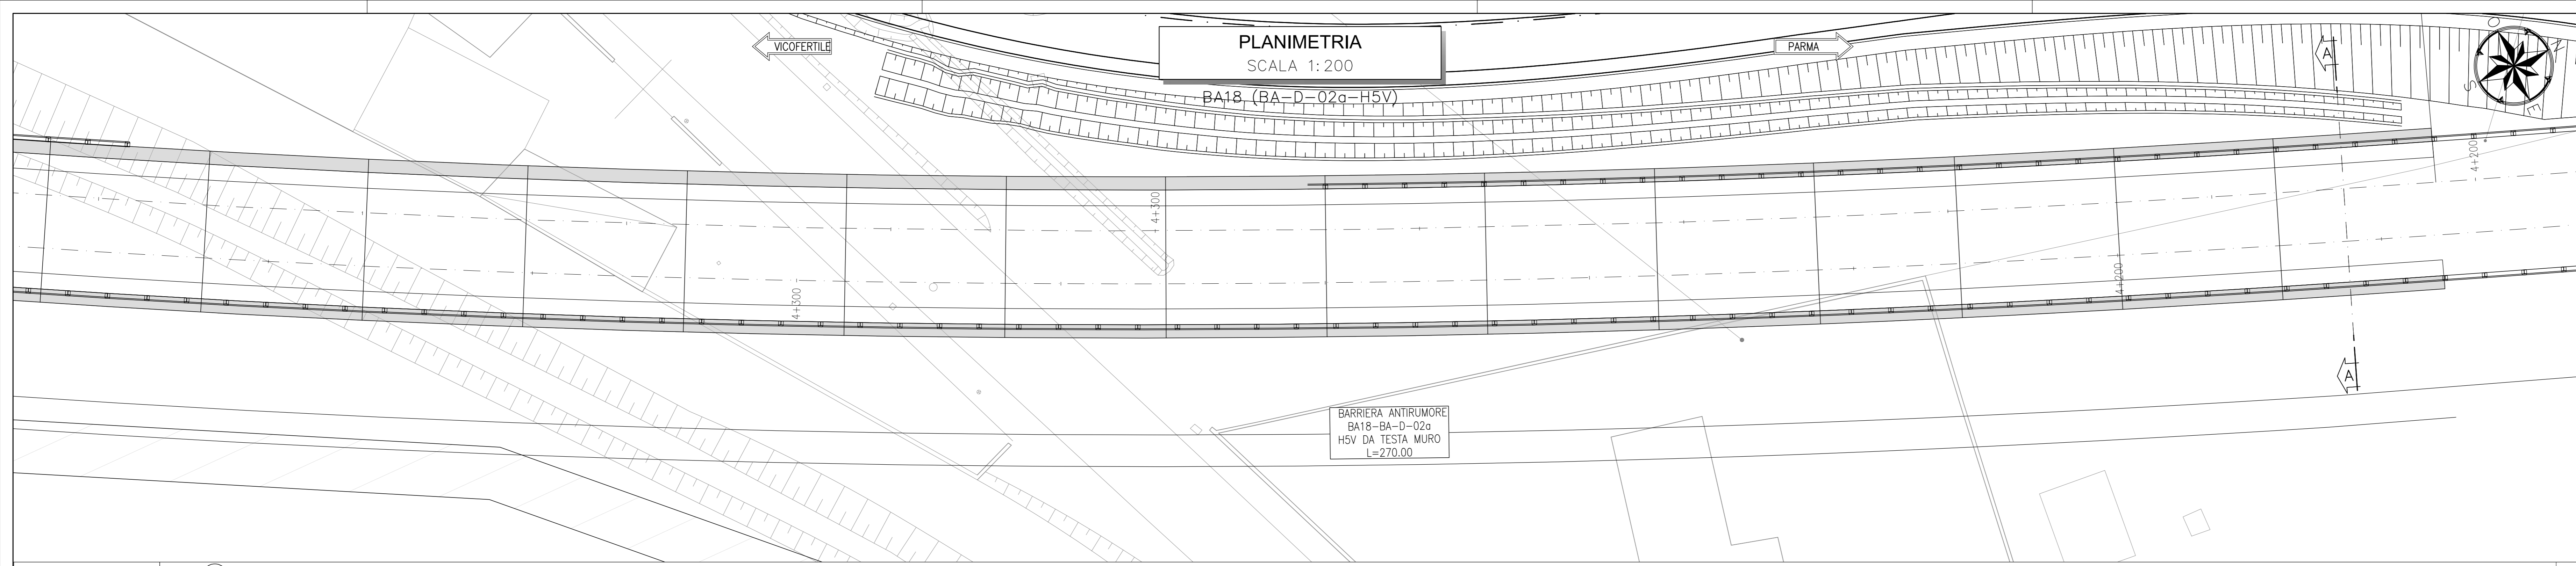 PLANIMETRIA
SCALA 1:200
VICOFERTILE
PARMA
BA18 (BA-D-02a-H5V)
A
O
N
S
E
4+200
4+300
4+300
4+200
A
BARRIERA ANTIRUMORE
BA18-BA-D-02a
H5V DA TESTA MURO
L=270.00